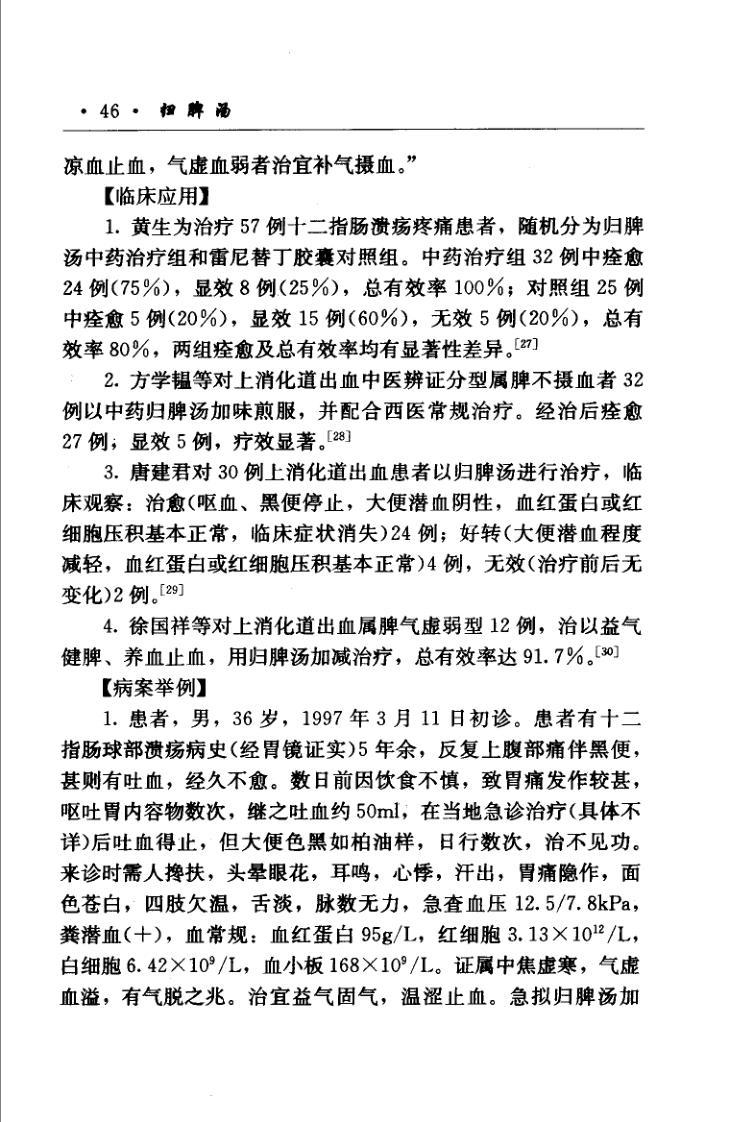 · 46 · 归脾汤
凉血止血，气虚血弱者治宜补气摄血。”
【临床应用】
1. 黄生为治疗 57 例十二指肠溃疡疼痛患者，随机分为归脾
汤中药治疗组和雷尼替丁胶囊对照组。中药治疗组 32 例中痊愈
24 例(75%)，显效 8 例(25%)，总有效率 100%；对照组 25 例
中痊愈 5 例(20%)，显效 15 例(60%)，无效 5 例(20%)，总有
效率 80%，两组痊愈及总有效率均有显著性差异。[27]
2. 方学韫等对上消化道出血中医辨证分型属脾不摄血者 32
例以中药归脾汤加味煎服，并配合西医常规治疗。经治后痊愈
27 例；显效 5 例，疗效显著。[28]
3. 唐建君对 30 例上消化道出血患者以归脾汤进行治疗，临
床观察：治愈(呕血、黑便停止，大便潜血阴性，血红蛋白或红
细胞压积基本正常，临床症状消失)24 例；好转(大便潜血程度
减轻，血红蛋白或红细胞压积基本正常)4 例，无效(治疗前后无
变化)2 例。[29]
4. 徐国祥等对上消化道出血属脾气虚弱型 12 例，治以益气
健脾、养血止血，用归脾汤加减治疗，总有效率达 91.7%。[30]
【病案举例】
1. 患者，男，36 岁，1997 年 3 月 11 日初诊。患者有十二
指肠球部溃疡病史(经胃镜证实)5 年余，反复上腹部痛伴黑便，
甚则有吐血，经久不愈。数日前因饮食不慎，致胃痛发作较甚，
呕吐胃内容物数次，继之吐血约 50ml，在当地急诊治疗(具体不
详)后吐血得止，但大便色黑如柏油样，日行数次，治不见功。
来诊时需人搀扶，头晕眼花，耳鸣，心悸，汗出，胃痛隐作，面
色苍白，四肢欠温，舌淡，脉数无力，急查血压 12.5/7.8kPa，
粪潜血(+)，血常规：血红蛋白 95g/L，红细胞 3.13×10¹²/L，
白细胞 6.42×10⁹/L，血小板 168×10⁹/L。证属中焦虚寒，气虚
血溢，有气脱之兆。治宜益气固气，温涩止血。急拟归脾汤加